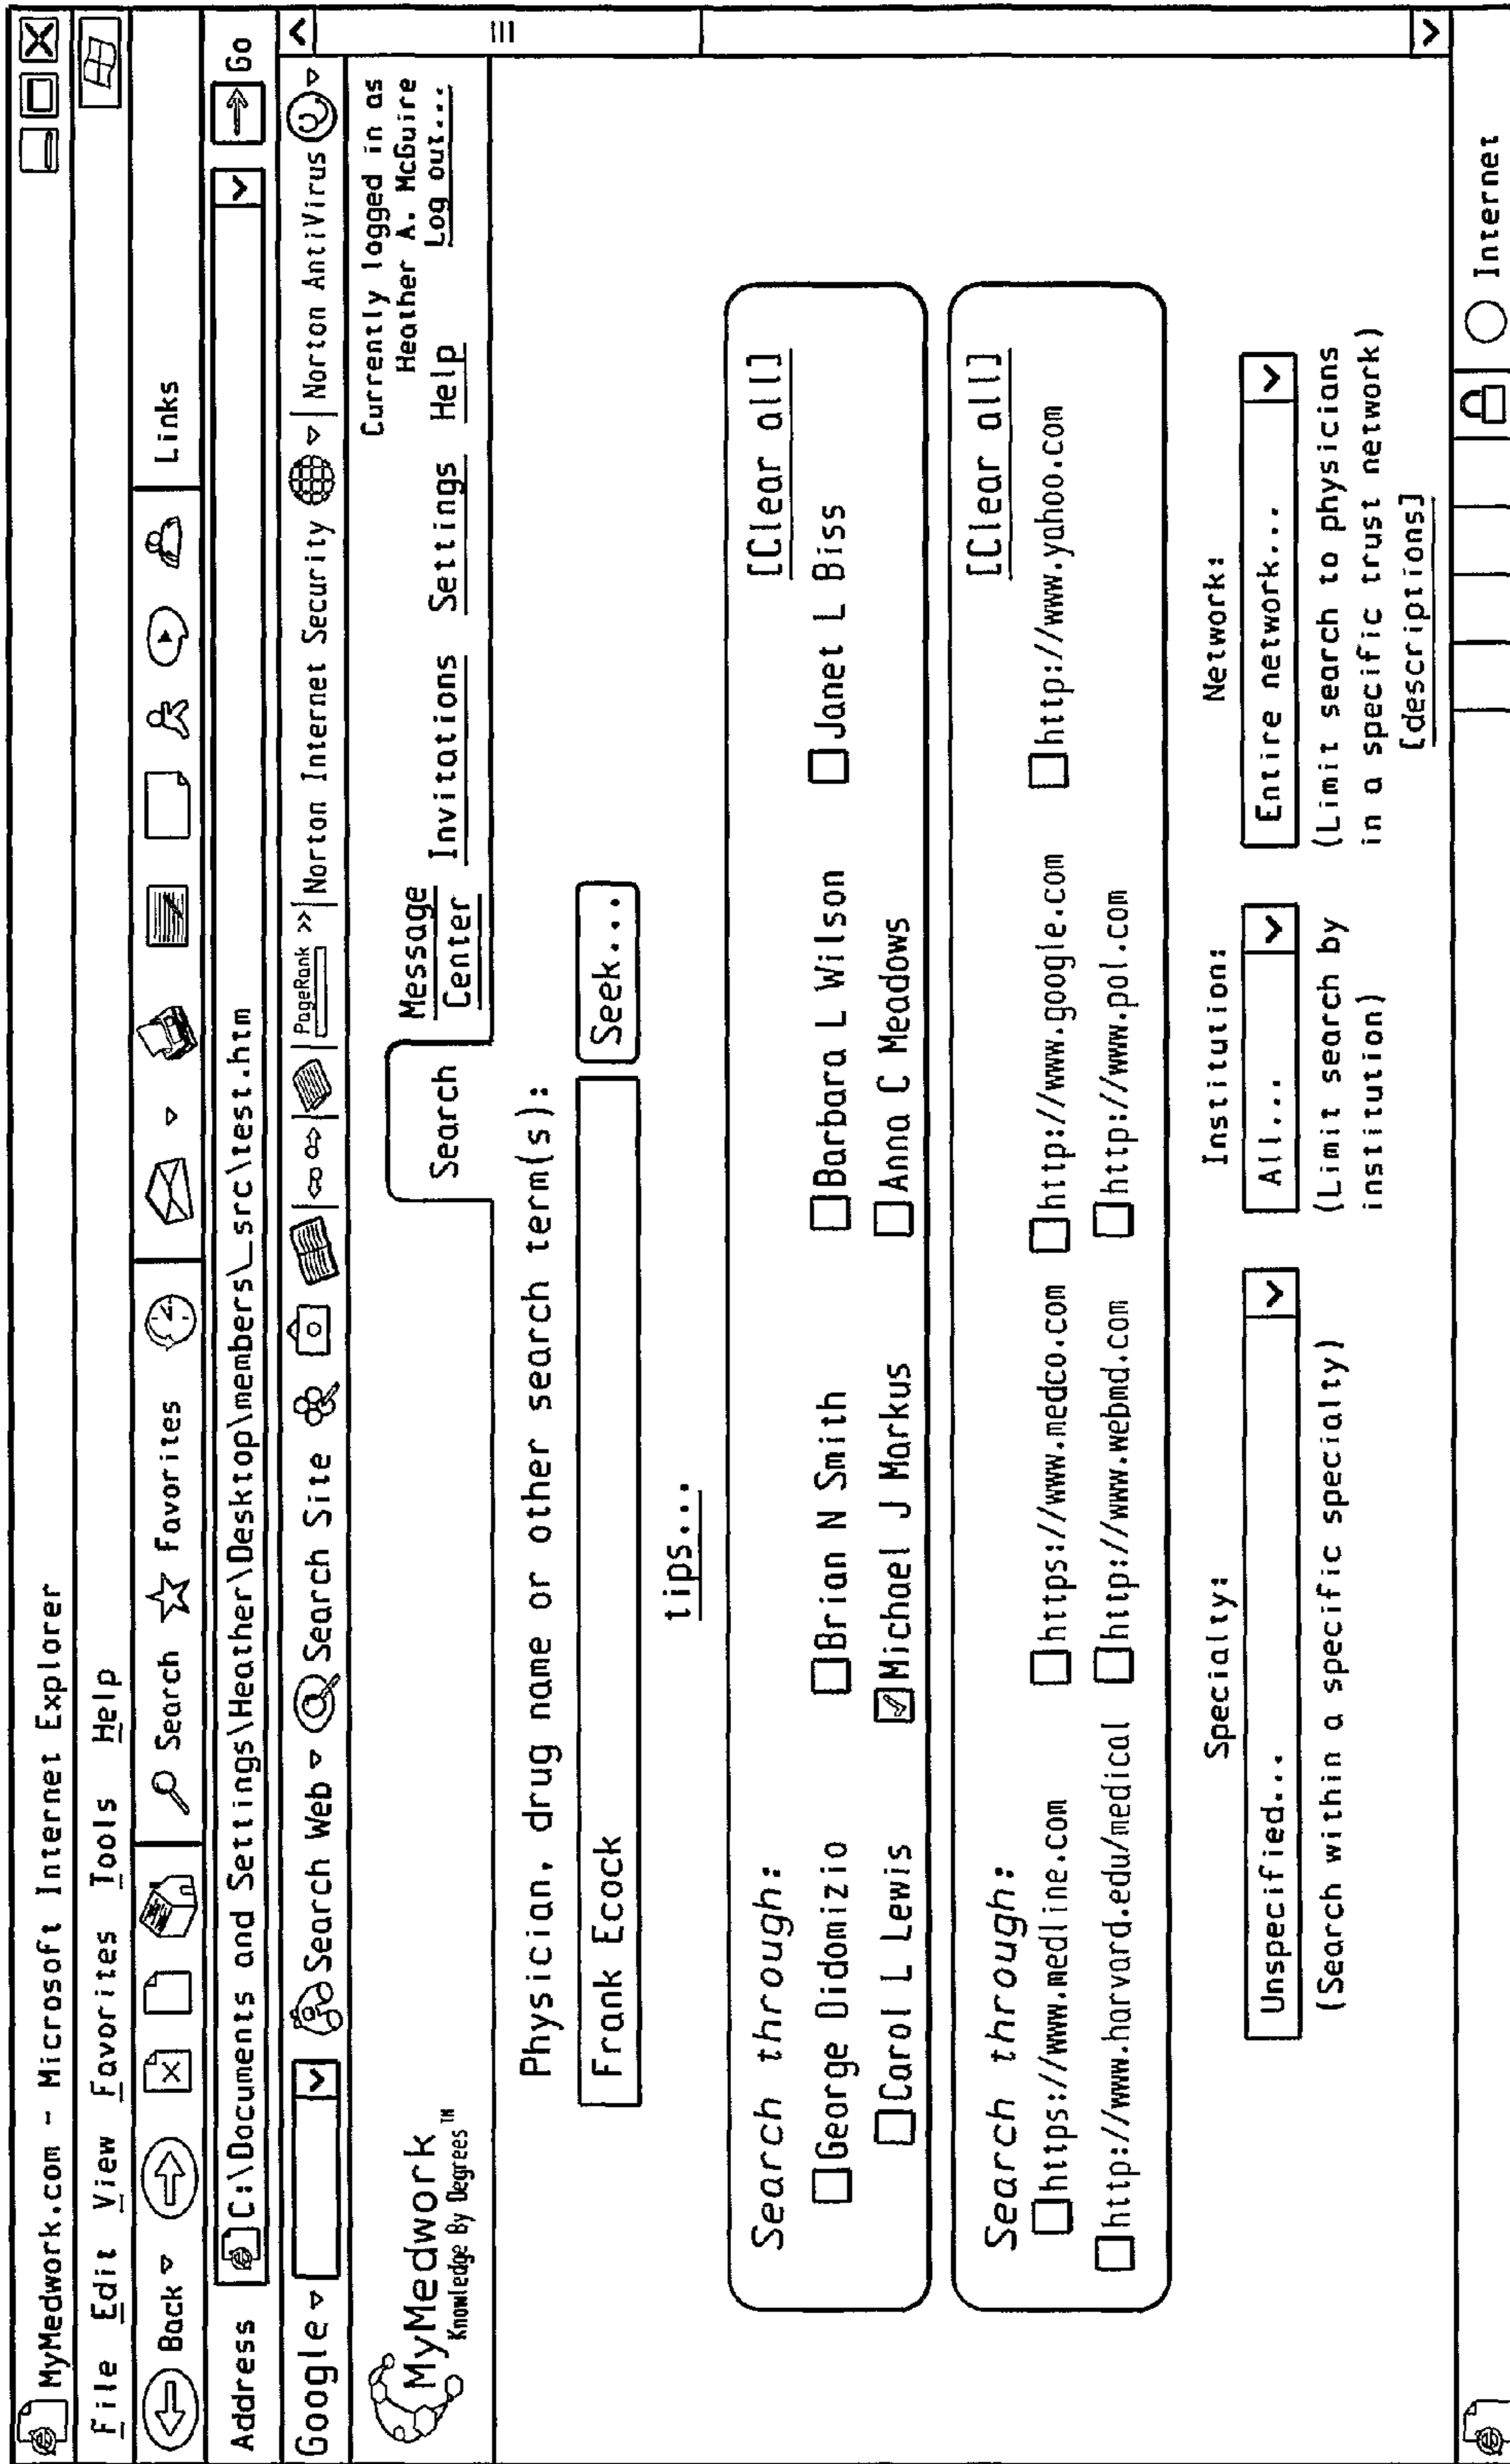 MyMedwork.com - Microsoft Internet Explorer
File Edit View Favorites Tools Help
Back Search Favorites Links
Address C:\Documents and Settings\Heather\Desktop\members\_src\test.htm Go
Google Search Web Search Site PageRank >> Norton Internet Security Norton AntiVirus
MyMedwork
Knowledge By Degrees™
Search
Message
Center
Invitations Settings Help
Currently logged in as
Heather A. McGuire
Log out...
Physician, drug name or other search term(s):
Frank Ecock Seek...
tips...
Search through: [Clear all]
George Didomizio Brian N Smith Barbara L Wilson Janet L Biss
Carol L Lewis Michael J Markus Anna C Meadows
Search through: [Clear all]
https://www.medline.com https://www.medco.com http://www.google.com http://www.yahoo.com
http://www.harvard.edu/medical http://www.webmd.com http://www.pol.com
Specialty: Institution: Network:
Unspecified... All... Entire network...
(Search within a specific specialty)
(Limit search by
institution)
(Limit search to physicians
in a specific trust network)
[descriptions]
Internet